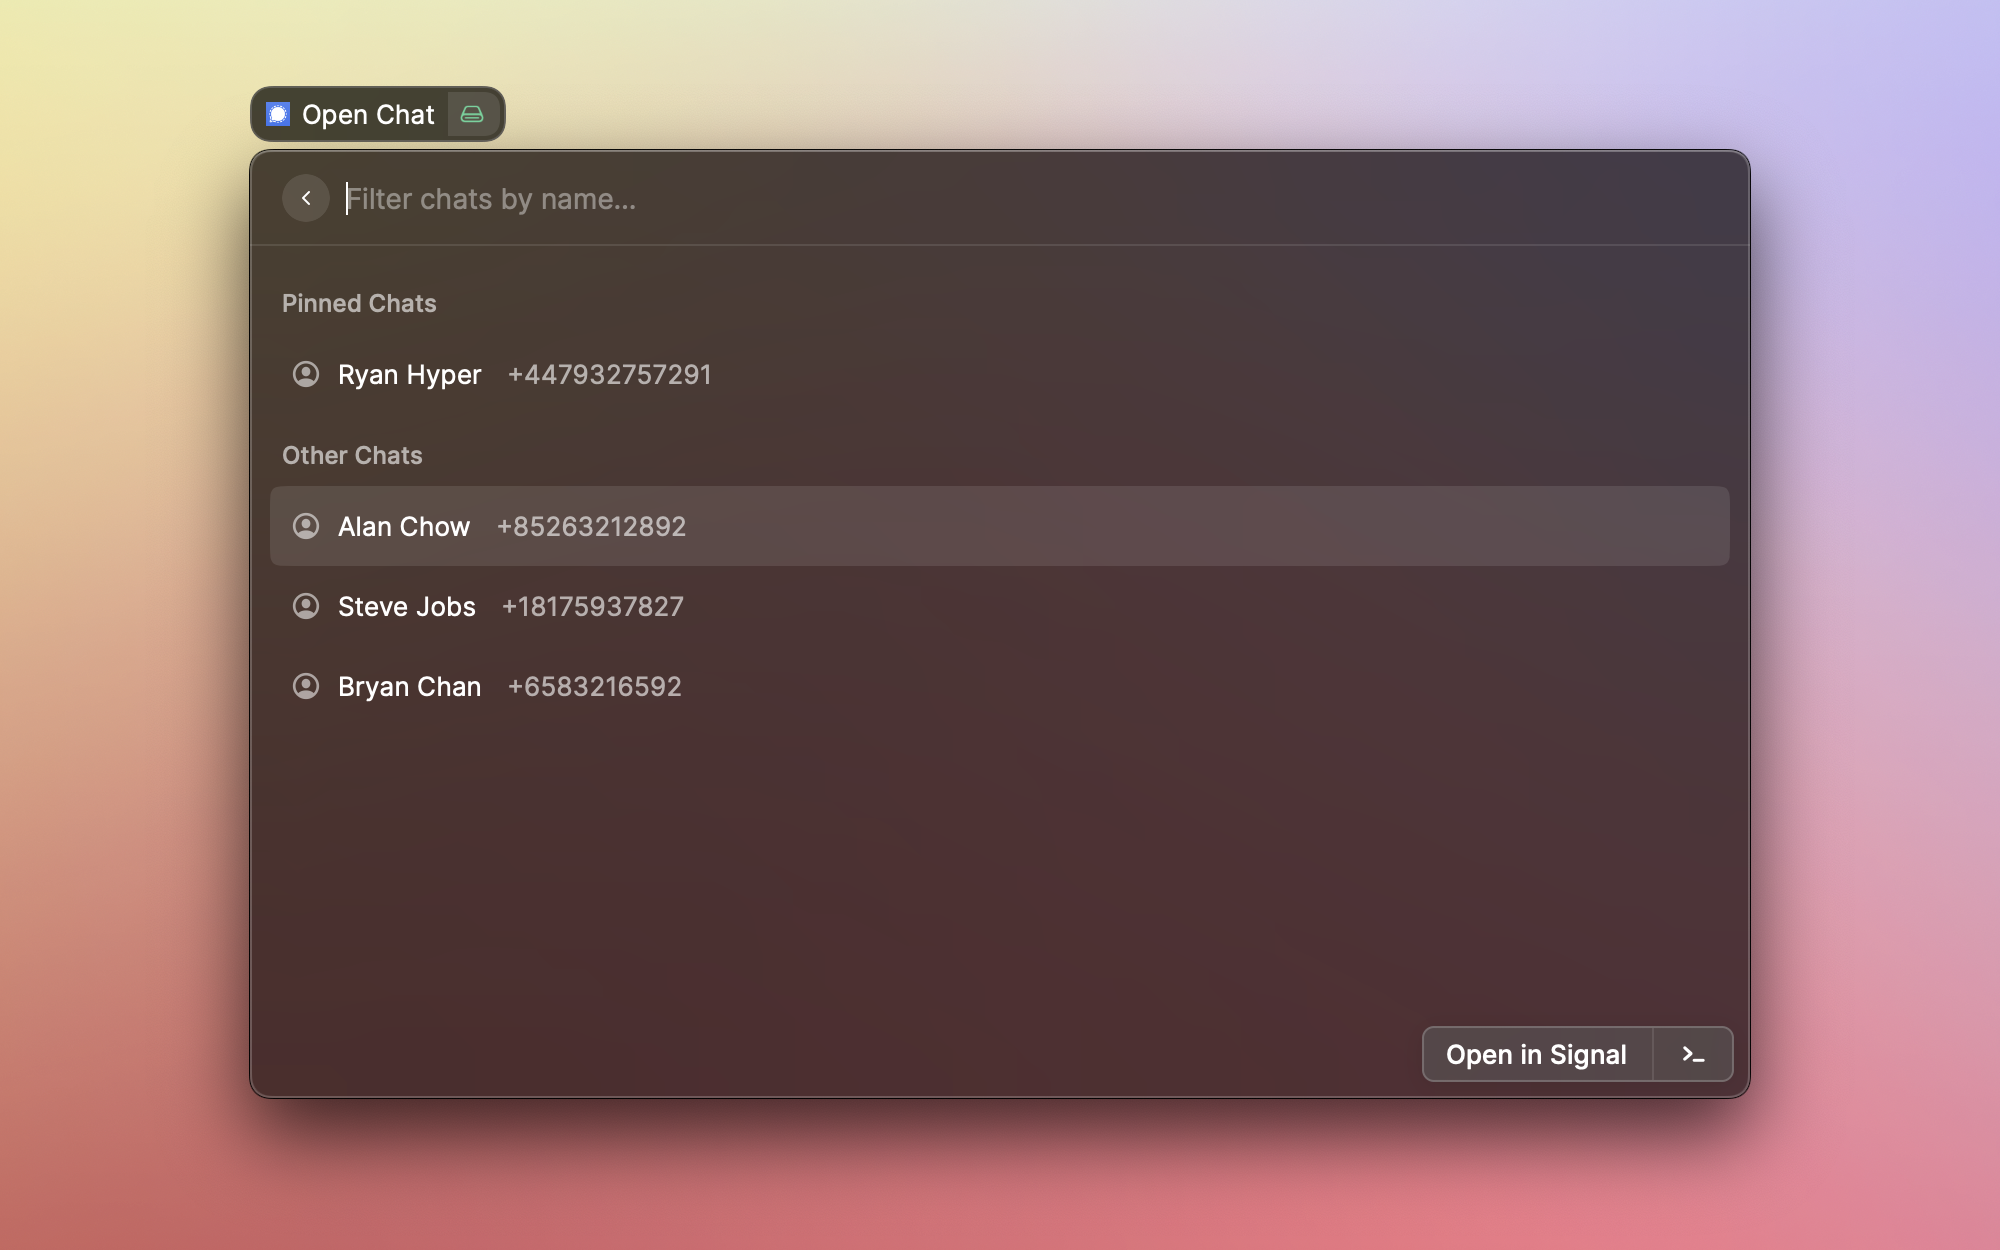 Open Chat
Filter chats by name...
Pinned Chats
Ryan Hyper +447932757291
Other Chats
Alan Chow +85263212892
Steve Jobs +18175937827
Bryan Chan +6583216592
Open in Signal